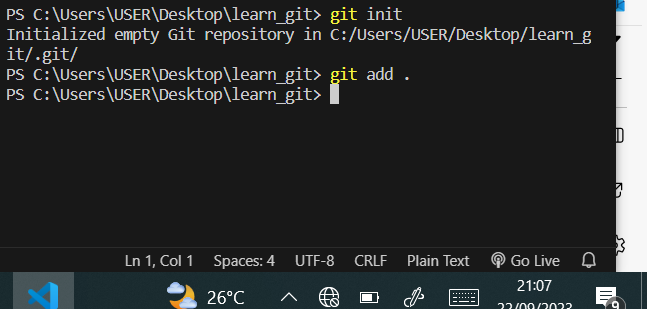 PS C:\Users\USER\Desktop\learn_git> git init
Initialized empty Git repository in C:/Users/USER/Desktop/learn_g
it/.git/
PS C:\Users\USER\Desktop\learn_git> git add .
PS C:\Users\USER\Desktop\learn_git>
Ln 1, Col 1 Spaces: 4 UTF-8 CRLF Plain Text Go Live
26°C 21:07
22/09/2023 9